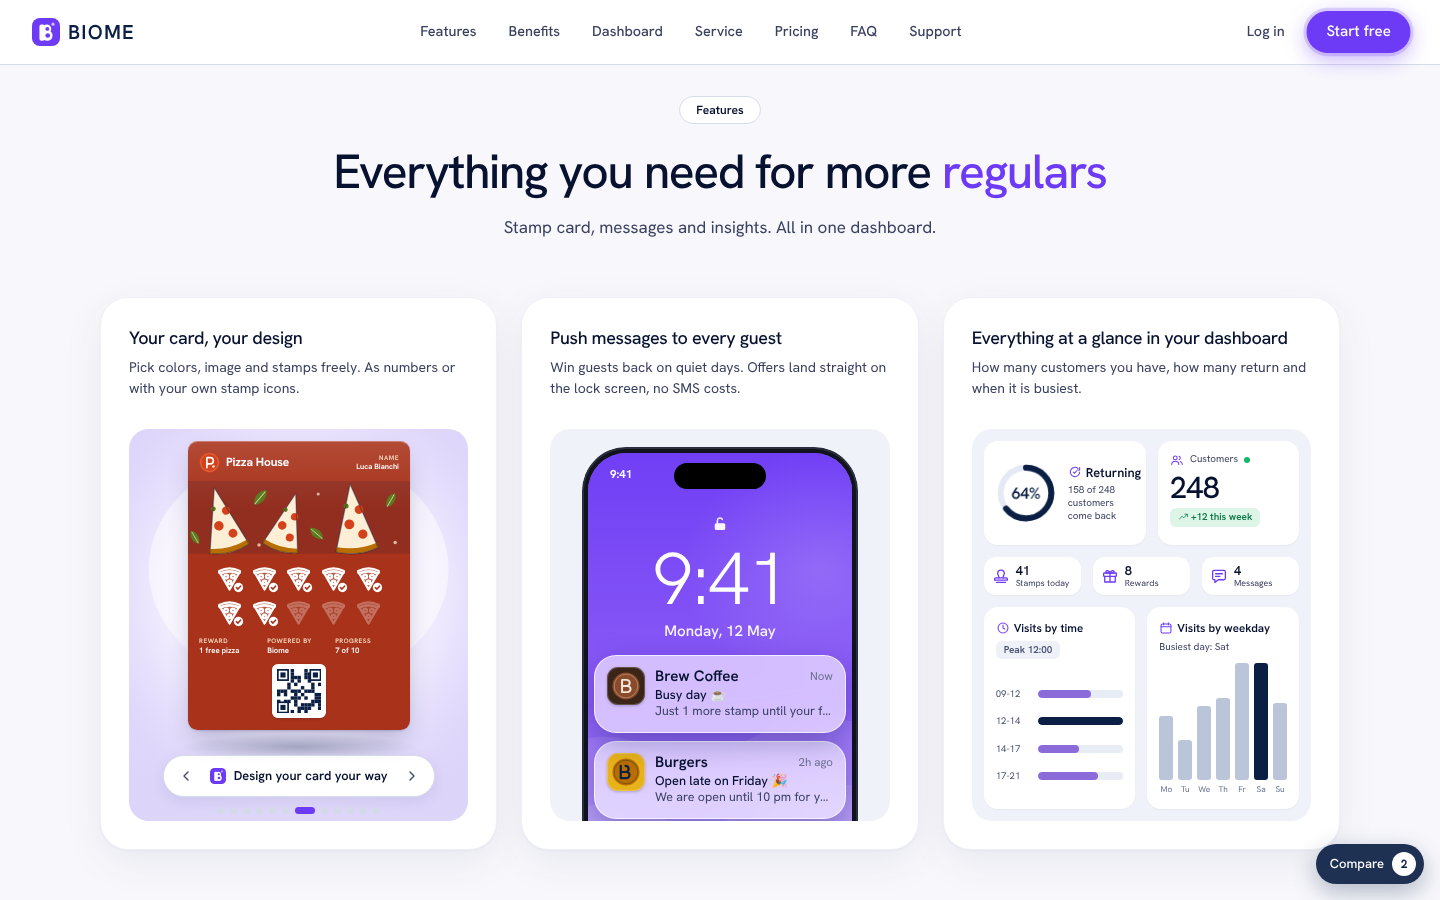 BIOME
Features
Benefits
Dashboard
Service
Pricing
FAQ
Support
Log in
Start free
Features
Everything you need for more regulars
Stamp card, messages and insights. All in one dashboard.
Your card, your design
Pick colors, image and stamps freely. As numbers or
with your own stamp icons.
Pizza House
NAME
Luca Bianchi
REWARD
1 free pizza
POWERED BY
Biome
PROGRESS
7 of 10
Design your card your way
Push messages to every guest
Win guests back on quiet days. Offers land straight on
the lock screen, no SMS costs.
9:41
9:41
Monday, 12 May
Brew Coffee
Now
Busy day ☕
Just 1 more stamp until your f...
Burgers
2h ago
Open late on Friday 🎉
We are open until 10 pm for y...
Everything at a glance in your dashboard
How many customers you have, how many return and
when it is busiest.
64%
Returning
158 of 248
customers
come back
Customers
248
+12 this week
41
Stamps today
8
Rewards
4
Messages
Visits by time
Peak 12:00
09-12
12-14
14-17
17-21
Visits by weekday
Busiest day: Sat
Mo Tu We Th Fr Sa Su
Compare 2